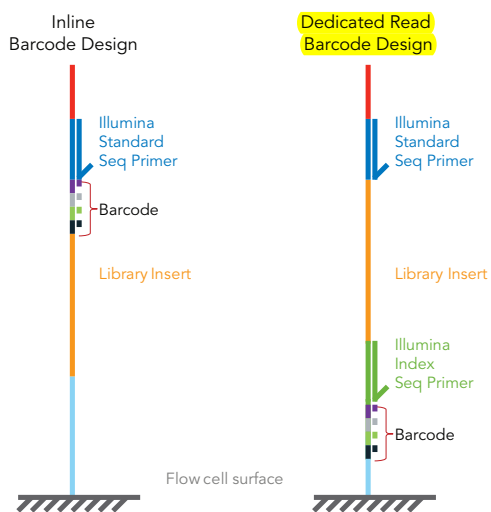 Inline
Barcode Design
Illumina
Standard
Seq Primer
Barcode
Library Insert
Dedicated Read
Barcode Design
Illumina
Standard
Seq Primer
Library Insert
Illumina
Index
Seq Primer
Barcode
Flow cell surface